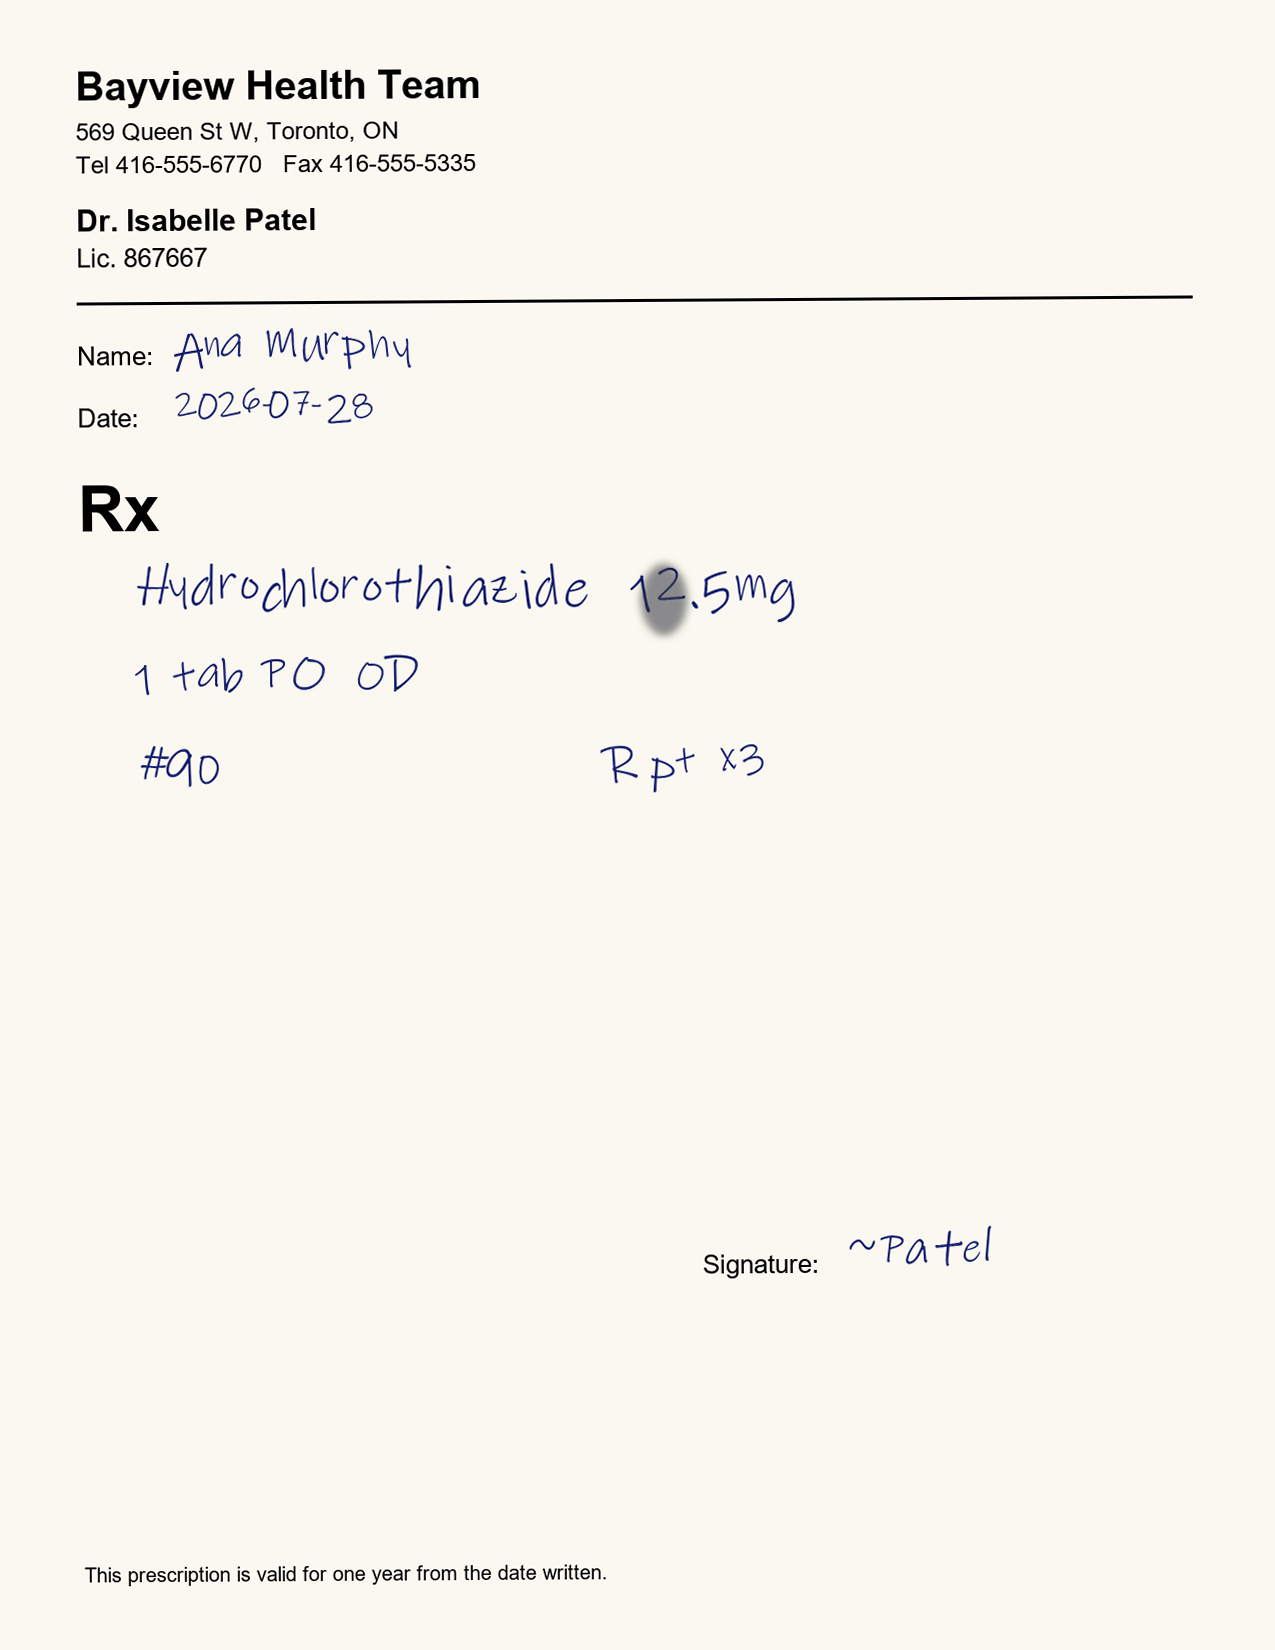 Bayview Health Team
569 Queen St W, Toronto, ON
Tel 416-555-6770 Fax 416-555-5335
Dr. Isabelle Patel
Lic. 867667
Name: Ana Murphy
Date: 2026-07-28
Rx
Hydrochlorothiazide 12.5mg
1 tab PO OD
#90 Rpt x3
Signature: ~Patel
This prescription is valid for one year from the date written.